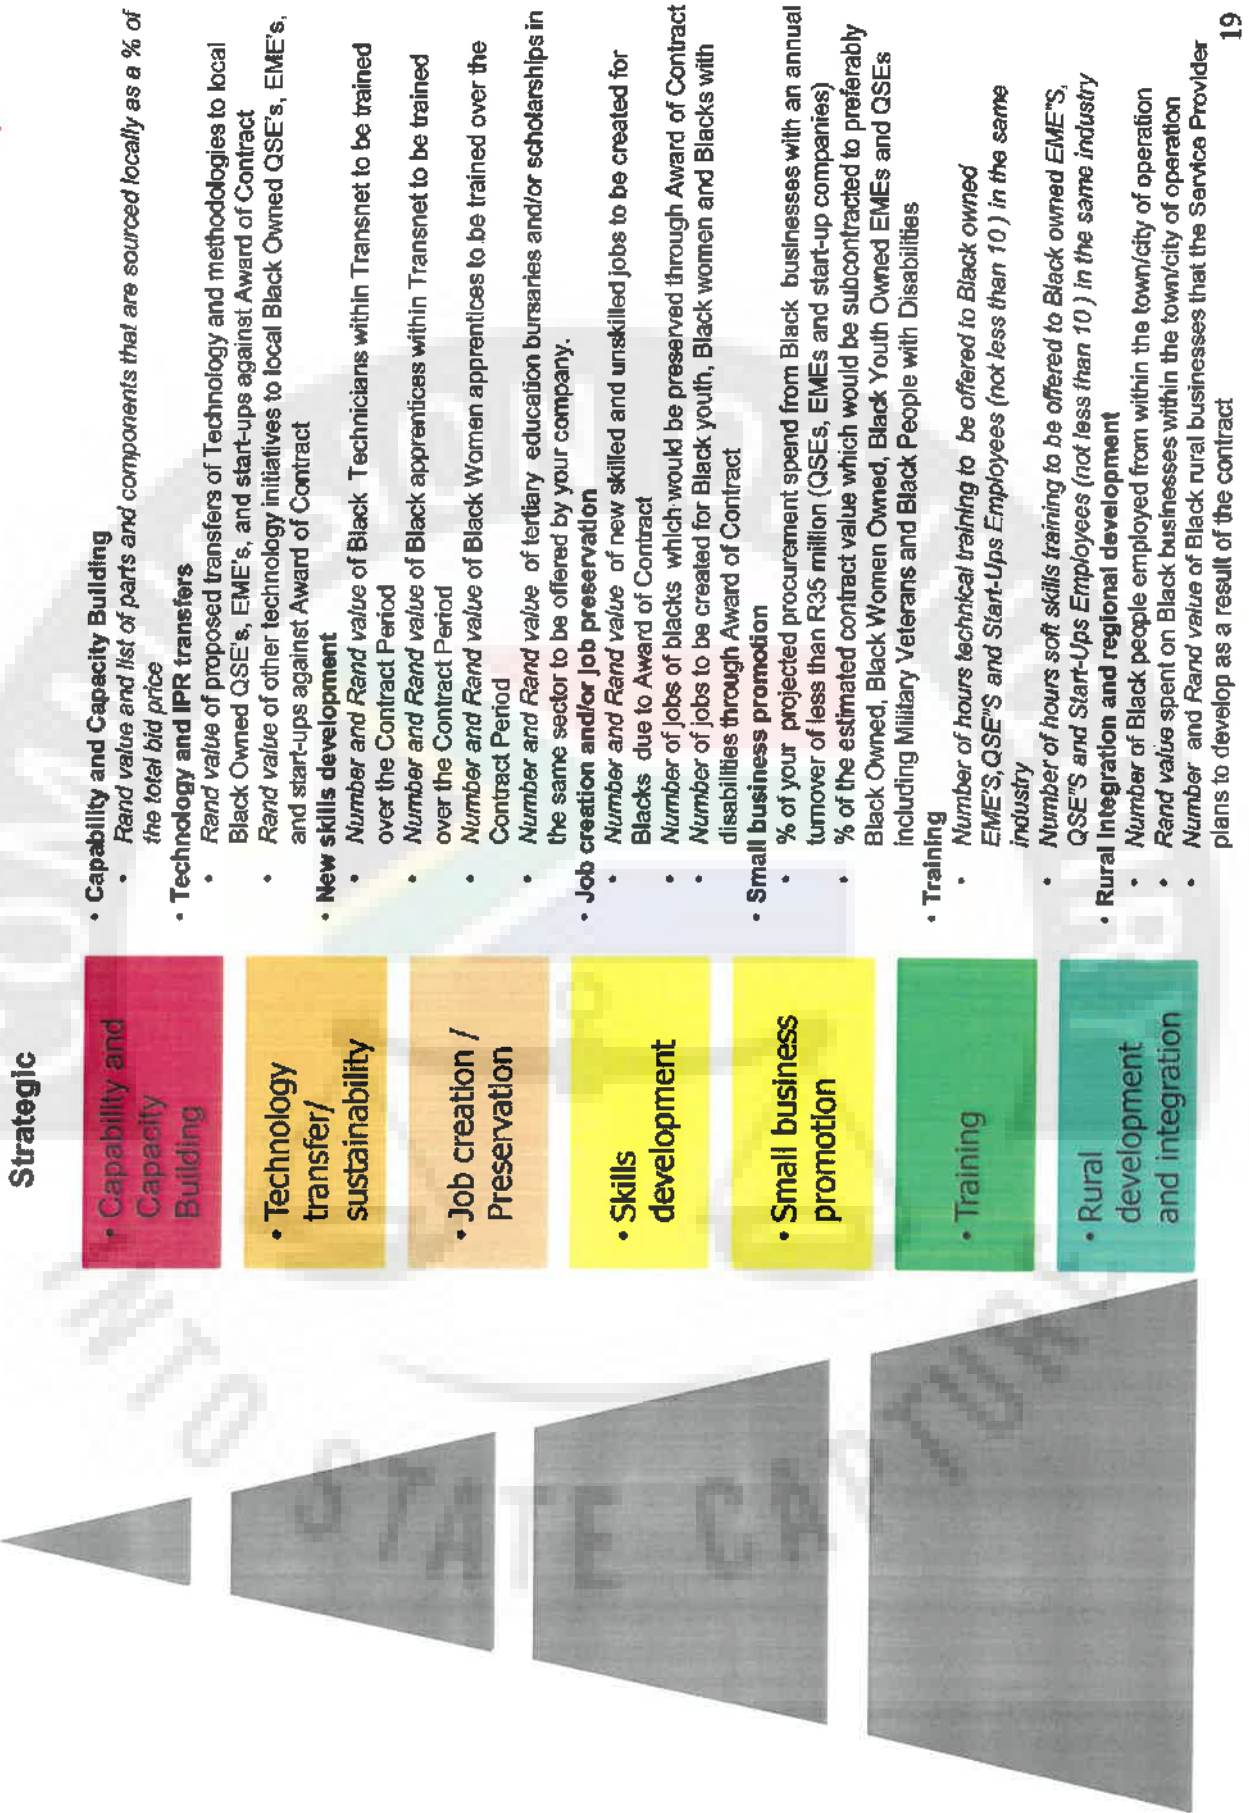 Strategic
• Capability and
Capacity
Building
• Technology
transfer/
sustainability
• Job creation /
Preservation
• Skills
development
• Small business
promotion
• Training
• Rural
development
and integration
• Capability and Capacity Building
• Rand value and list of parts and components that are sourced locally as a % of
the total bid price
• Technology and IPR transfers
• Rand value of proposed transfers of Technology and methodologies to local
Black Owned QSE's, EME's, and start-ups against Award of Contract
• Rand value of other technology initiatives to local Black Owned QSE's, EME's,
and start-ups against Award of Contract
• New skills development
• Number and Rand value of Black Technicians within Transnet to be trained
over the Contract Period
• Number and Rand value of Black apprentices within Transnet to be trained
over the Contract Period
• Number and Rand value of Black Women apprentices to be trained over the
Contract Period
• Number and Rand value of tertiary education bursaries and/or scholarships in
the same sector to be offered by your company.
• Job creation and/or job preservation
• Number and Rand value of new skilled and unskilled jobs to be created for
Blacks due to Award of Contract
• Number of jobs of blacks which would be preserved through Award of Contract
• Number of jobs to be created for Black youth, Black women and Blacks with
disabilities through Award of Contract
• Small business promotion
• % of your projected procurement spend from Black businesses with an annual
turnover of less than R35 million (QSEs, EMEs and start-up companies)
• % of the estimated contract value which would be subcontracted to preferably
Black Owned, Black Women Owned, Black Youth Owned EMEs and QSEs
including Military Veterans and Black People with Disabilities
• Training
• Number of hours technical training to be offered to Black owned
EME'S,QSE"S and Start-Ups Employees (not less than 10 ) in the same
industry
• Number of hours soft skills training to be offered to Black owned EME"S,
QSE"S and Start-Ups Employees (not less than 10 ) in the same industry
• Rural integration and regional development
• Number of Black people employed from within the town/city of operation
• Rand value spent on Black businesses within the town/city of operation
• Number and Rand value of Black rural businesses that the Service Provider
plans to develop as a result of the contract
19
INTO STATE CAPTURE